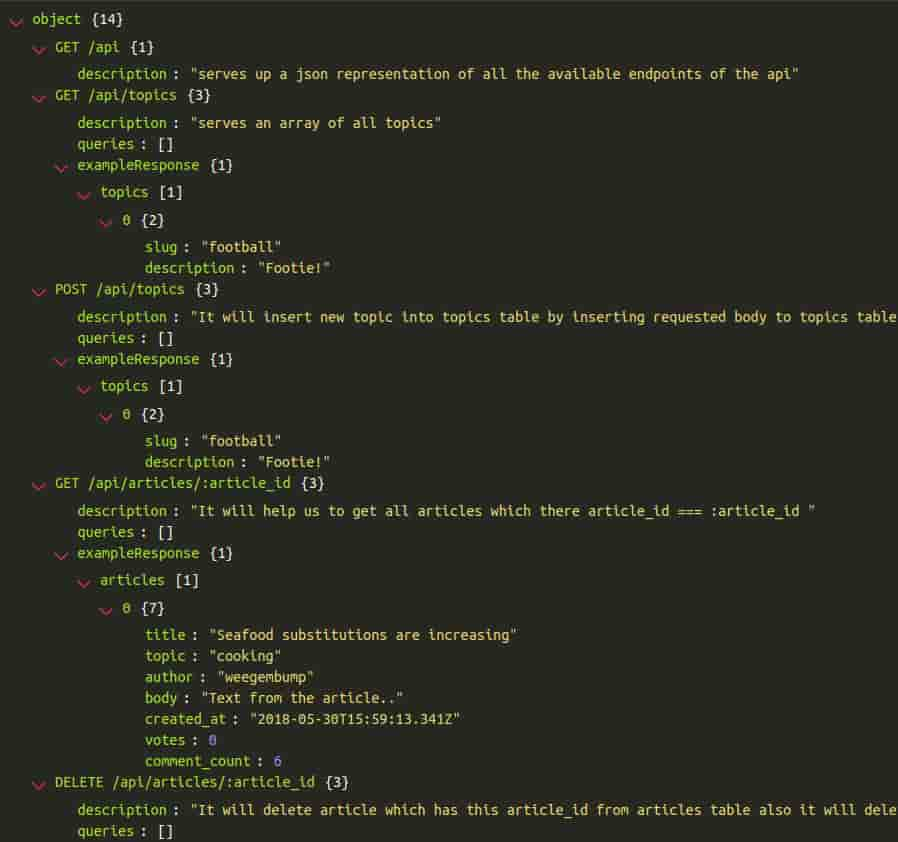 object {14}
GET /api {1}
description : "serves up a json representation of all the available endpoints of the api"
GET /api/topics {3}
description : "serves an array of all topics"
queries : []
exampleResponse {1}
topics [1]
0 {2}
slug : "football"
description : "Footie!"
POST /api/topics {3}
description : "It will insert new topic into topics table by inserting requested body to topics table
queries : []
exampleResponse {1}
topics [1]
0 {2}
slug : "football"
description : "Footie!"
GET /api/articles/:article_id {3}
description : "It will help us to get all articles which there article_id === :article_id "
queries : []
exampleResponse {1}
articles [1]
0 {7}
title : "Seafood substitutions are increasing"
topic : "cooking"
author : "weegembump"
body : "Text from the article.."
created_at : "2018-05-30T15:59:13.341Z"
votes : 0
comment_count : 6
DELETE /api/articles/:article_id {3}
description : "It will delete article which has this article_id from articles table also it will dele
queries : []